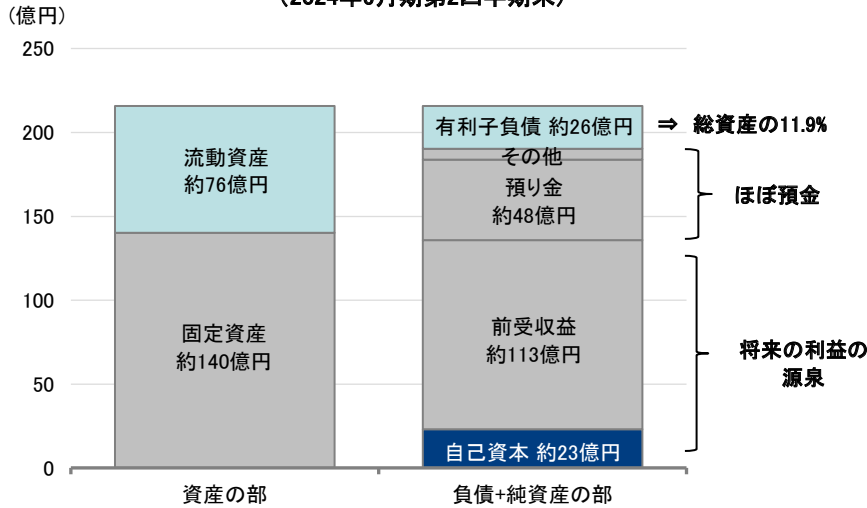 (億円)
250
200
150
100
50
0
流動資産
約76億円
固定資産
約140億円
有利子負債 約26億円
その他
預り金
約48億円
前受収益
約113億円
自己資本 約23億円
⇒ 総資産の11.9%
ほぼ預金
将来の利益の
源泉
資産の部
負債+純資産の部